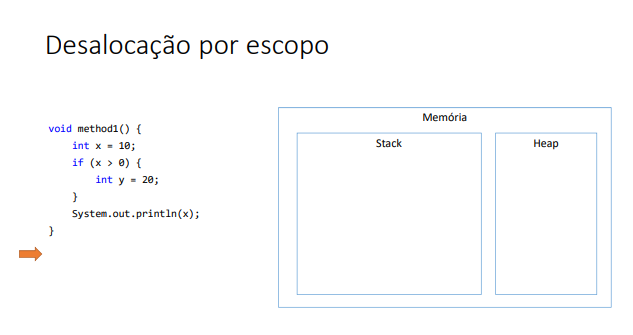 Desalocação por escopo
void method1() {
int x = 10;
if (x > 0) {
int y = 20;
}
System.out.println(x);
}
Memória
Stack
Heap